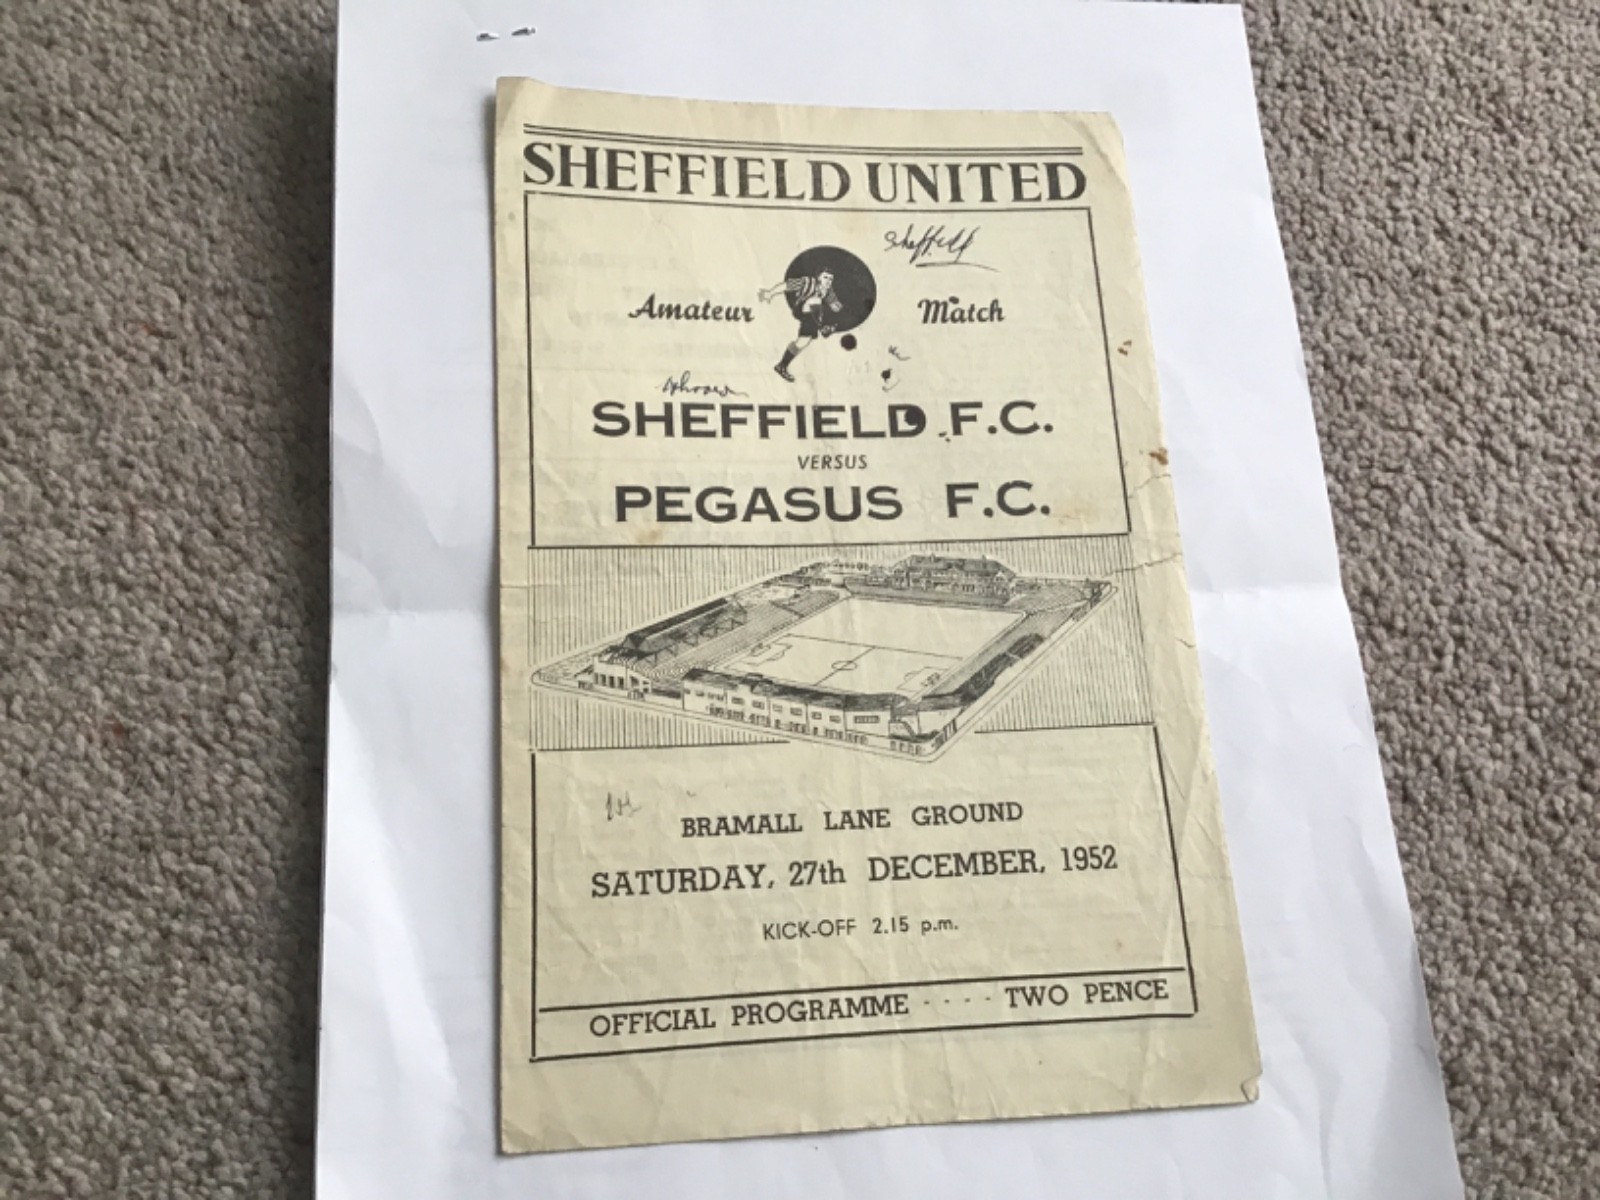 SHEFFIELD UNITED
Sheffield
Amateur Match
SHEFFIELD F.C.
VERSUS
PEGASUS F.C.
BRAMALL LANE GROUND
SATURDAY, 27th DECEMBER, 1952
KICK-OFF 2.15 p.m.
OFFICIAL PROGRAMME - - - - TWO PENCE